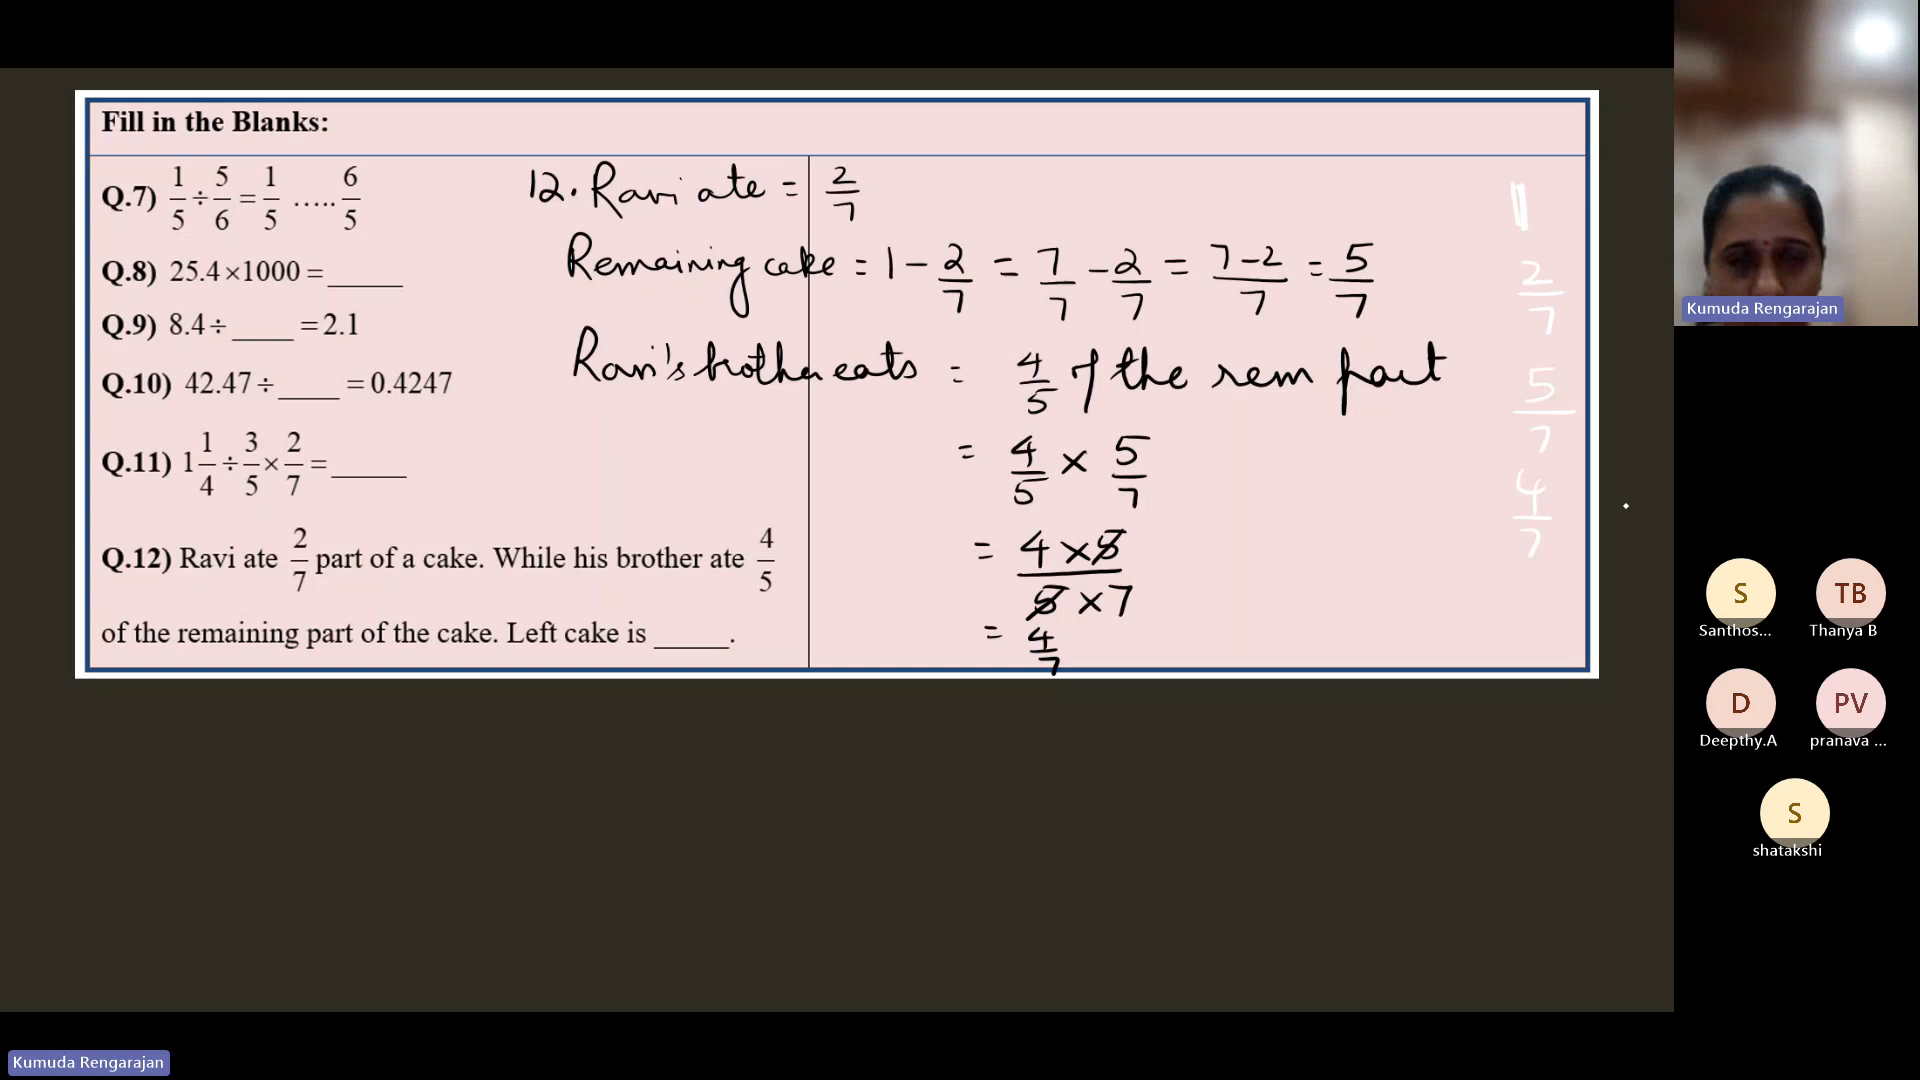 Fill in the Blanks:
Q.7) 1/5 ÷ 5/6 = 1/5 ..... 6/5
Q.8) 25.4 × 1000 = _____
Q.9) 8.4 ÷ ____ = 2.1
Q.10) 42.47 ÷ ____ = 0.4247
Q.11) 1 1/4 ÷ 3/5 × 2/7 = _____
Q.12) Ravi ate 2/7 part of a cake. While his brother ate 4/5
of the remaining part of the cake. Left cake is _____.
12. Ravi ate = 2/7
Remaining cake = 1 - 2/7 = 7/7 - 2/7 = 7-2/7 = 5/7
Ravi's brother eats = 4/5 of the rem part
= 4/5 × 5/7
= 4 × 5/5 × 7
= 4/7
1
2/7
5/7
4/7
Kumuda Rengarajan
S
Santhos...
TB
Thanya B
D
Deepthy.A
PV
pranava ...
S
shatakshi
Kumuda Rengarajan